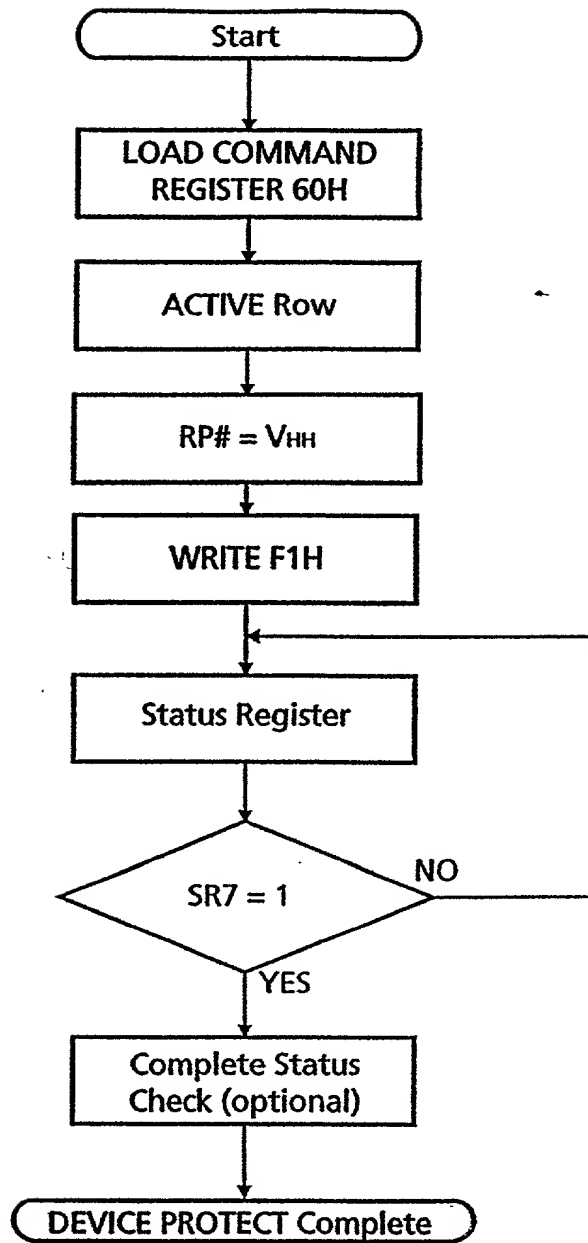 Start
LOAD COMMAND
REGISTER 60H
ACTIVE Row
RP# = VHH
WRITE F1H
Status Register
SR7 = 1
NO
YES
Complete Status
Check (optional)
DEVICE PROTECT Complete